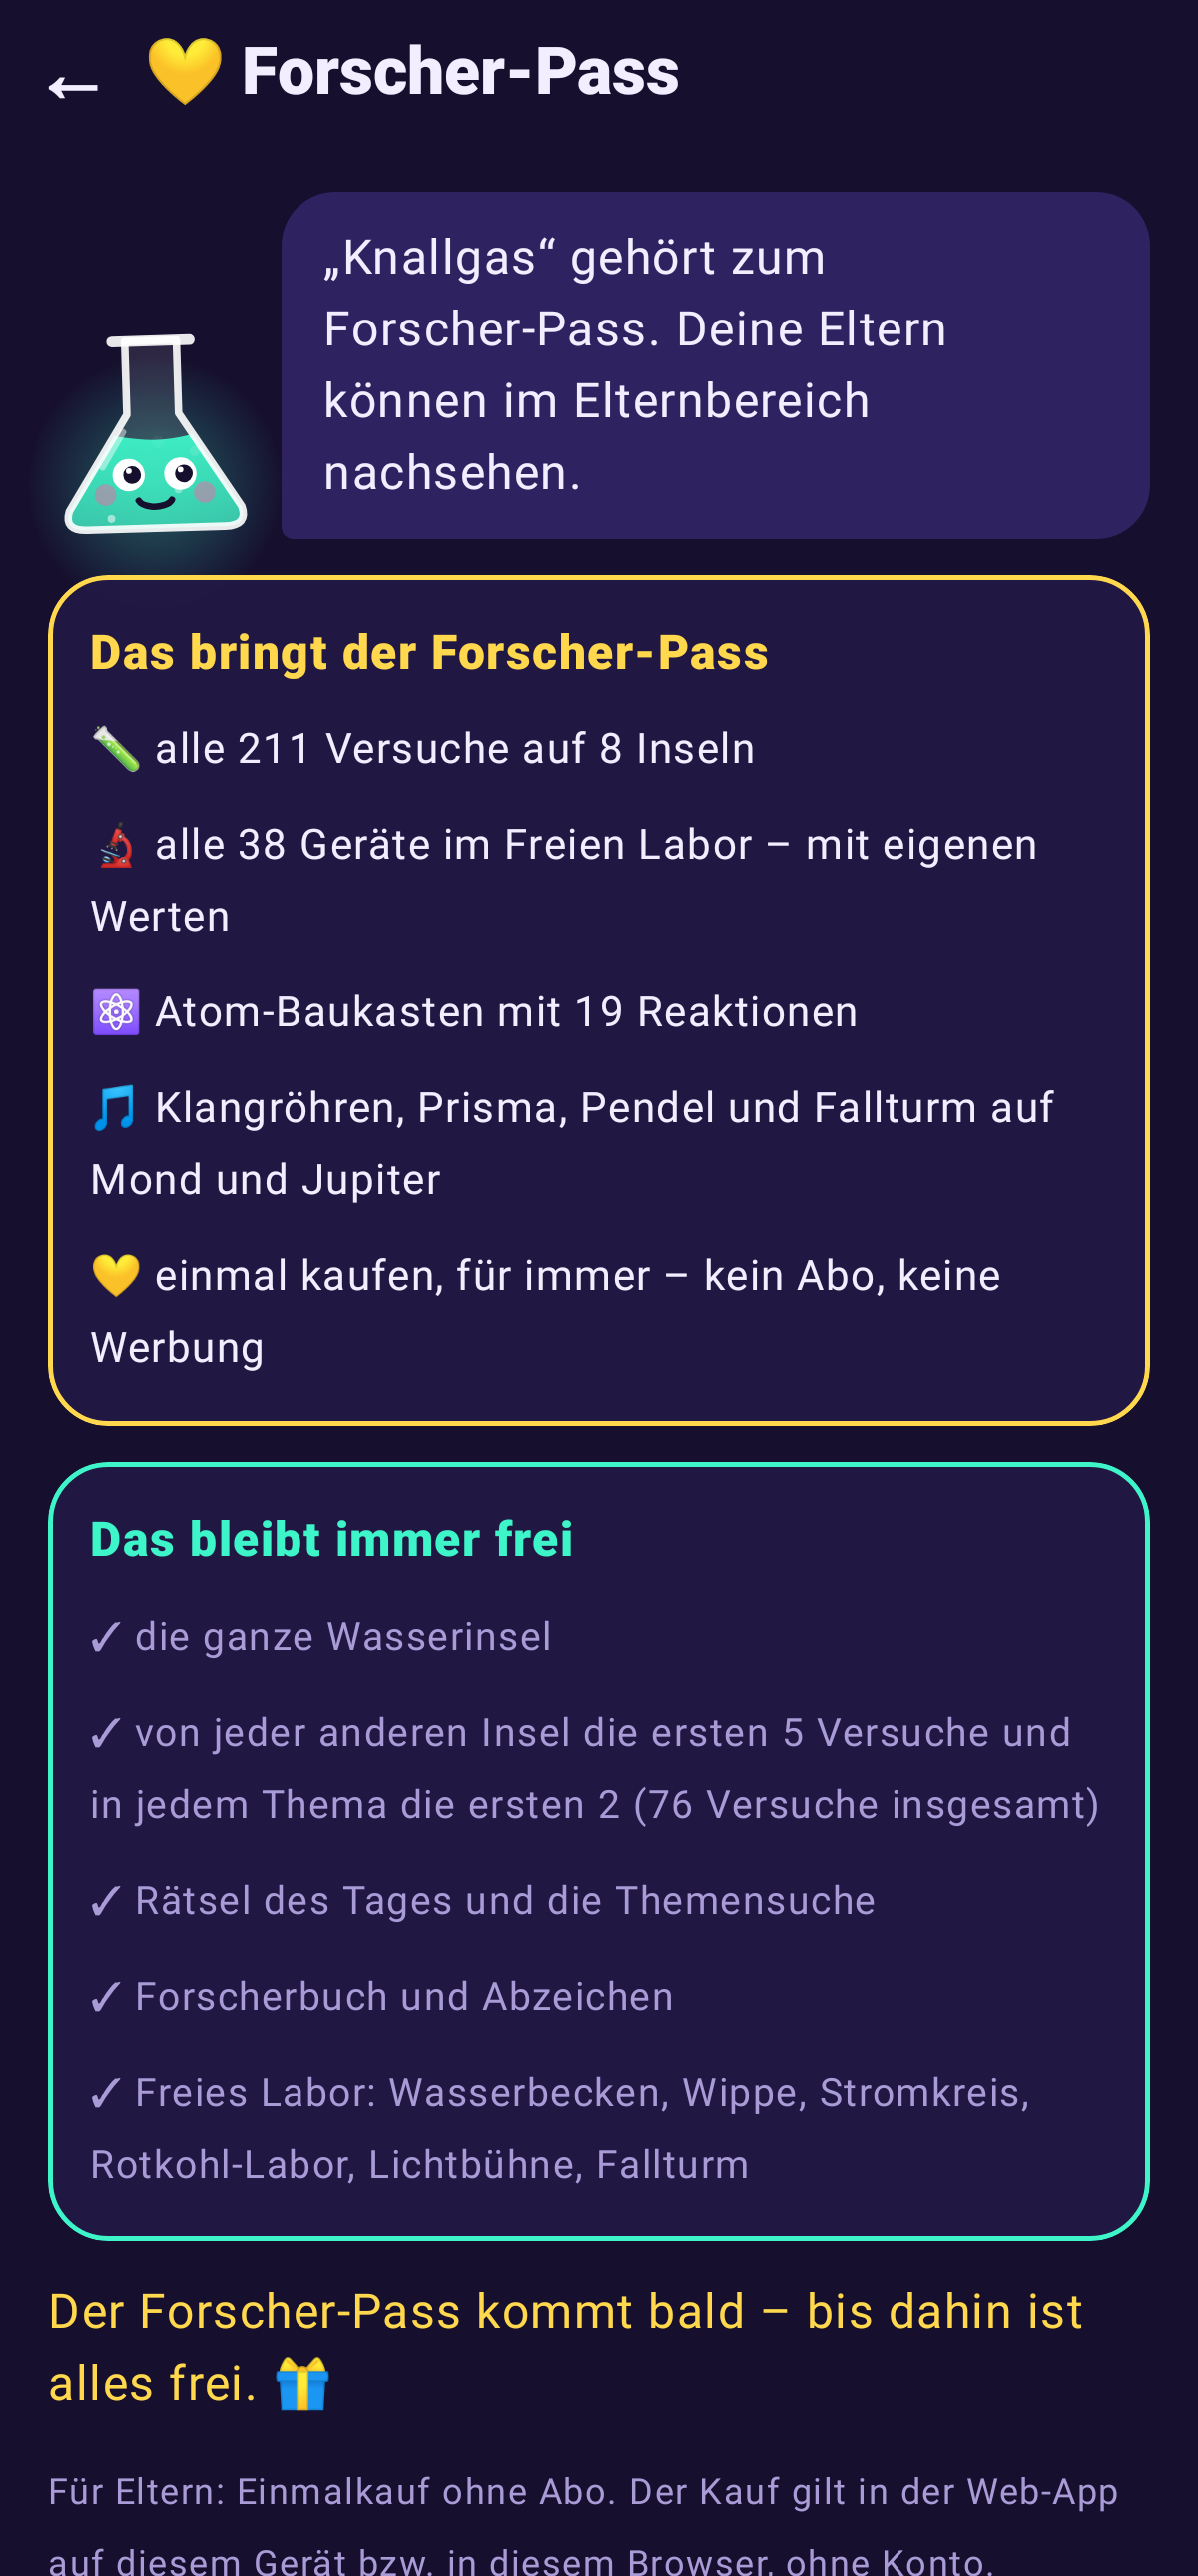 ← 💛 Forscher-Pass
„Knallgas“ gehört zum
Forscher-Pass. Deine Eltern
können im Elternbereich
nachsehen.
Das bringt der Forscher-Pass
🧪 alle 211 Versuche auf 8 Inseln
🔬 alle 38 Geräte im Freien Labor – mit eigenen
Werten
⚛️ Atom-Baukasten mit 19 Reaktionen
🎵 Klangröhren, Prisma, Pendel und Fallturm auf
Mond und Jupiter
💛 einmal kaufen, für immer – kein Abo, keine
Werbung
Das bleibt immer frei
✓ die ganze Wasserinsel
✓ von jeder anderen Insel die ersten 5 Versuche und
in jedem Thema die ersten 2 (76 Versuche insgesamt)
✓ Rätsel des Tages und die Themensuche
✓ Forscherbuch und Abzeichen
✓ Freies Labor: Wasserbecken, Wippe, Stromkreis,
Rotkohl-Labor, Lichtbühne, Fallturm
Der Forscher-Pass kommt bald – bis dahin ist
alles frei. 🎁
Für Eltern: Einmalkauf ohne Abo. Der Kauf gilt in der Web-App
auf diesem Gerät bzw. in diesem Browser, ohne Konto.